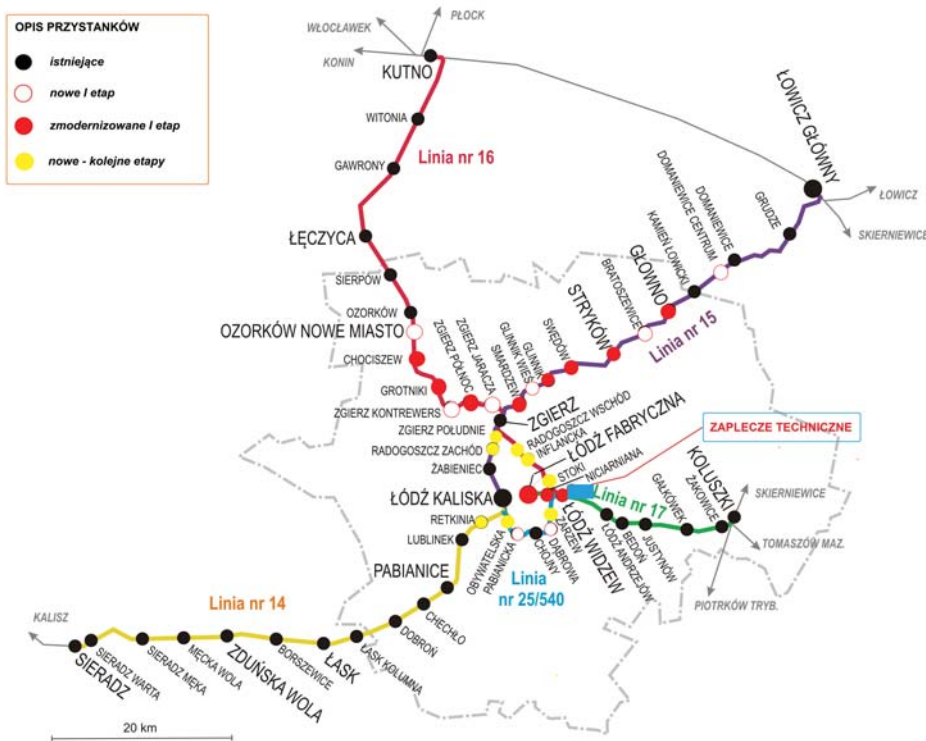 OPIS PRZYSTANKÓW
istniejące
nowe I etap
zmodernizowane I etap
nowe - kolejne etapy
WŁOCŁAWEK
PŁOCK
KONIN
KUTNO
WITONIA
GAWRONY
Linia nr 16
ŁĘCZYCA
SIERPÓW
OZORKÓW
OZORKÓW NOWE MIASTO
CHOCISZEW
GROTNIKI
ZGIERZ KONTREWERS
ZGIERZ PÓŁNOC
ZGIERZ JARACZA
ŁOWICZ GŁÓWNY
ŁOWICZ
SKIERNIEWICE
GRUDZE
DOMANIEWICE
DOMANIEWICE CENTRUM
KAMIEŃ ŁOWICKI
GŁOWNO
BRATOSZEWICE
STRYKÓW
SWĘDÓW
GLINNIK
GLINNIK WIEŚ
SMARDZEW
Linia nr 15
ZGIERZ
ZGIERZ POŁUDNIE
RADOGOSZCZ ZACHÓD
ŻABIENIEC
ŁÓDŹ KALISKA
RADOGOSZCZ WSCHÓD
INFLANCKA
ŁÓDŹ FABRYCZNA
STOKI
NICIARNIANA
ZAPLECZE TECHNICZNE
ŁÓDŹ WIDZEW
ZARZEW
DĄBROWA
CHOJNY
PABIANICKA
OBYWATELSKA
Linia
nr 25/540
Linia nr 17
ŁÓDŹ ANDRZEJÓW
BEDOŃ
JUSTYNÓW
GAŁKÓWEK
ŻAKOWICE
KOLUSZKI
SKIERNIEWICE
TOMASZÓW MAZ.
PIOTRKÓW TRYB.
RETKINIA
LUBLINEK
PABIANICE
CHECHŁO
DOBROŃ
ŁASK KOLUMNA
ŁASK
BORSZEWICE
ZDUŃSKA WOLA
MĘCKA WOLA
SIERADZ MĘKA
SIERADZ WARTA
SIERADZ
KALISZ
Linia nr 14
20 km